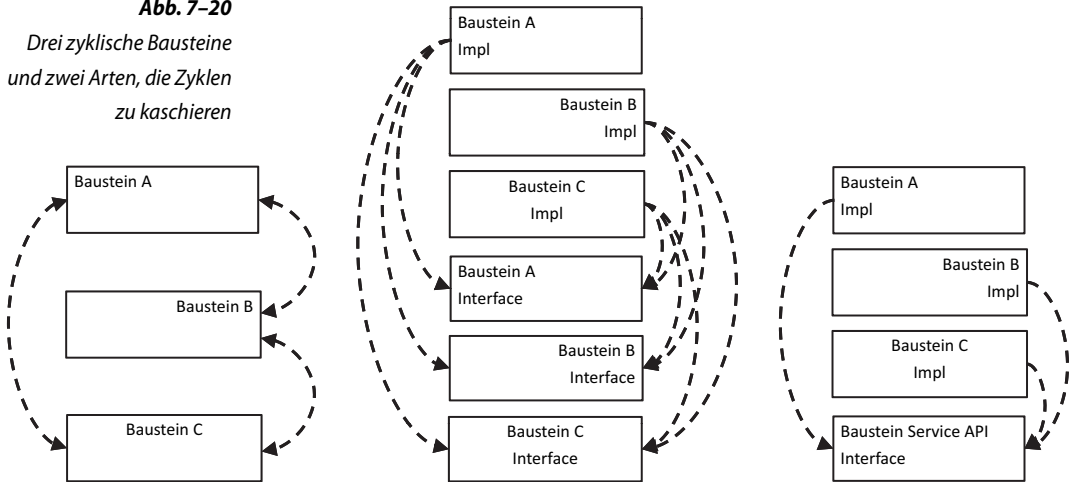 Abb. 7–20
Drei zyklische Bausteine
und zwei Arten, die Zyklen
zu kaschieren
Baustein A
Baustein B
Baustein C
Baustein A
Impl
Baustein B
Impl
Baustein C
Impl
Baustein A
Interface
Baustein B
Interface
Baustein C
Interface
Baustein A
Impl
Baustein B
Impl
Baustein C
Impl
Baustein Service API
Interface